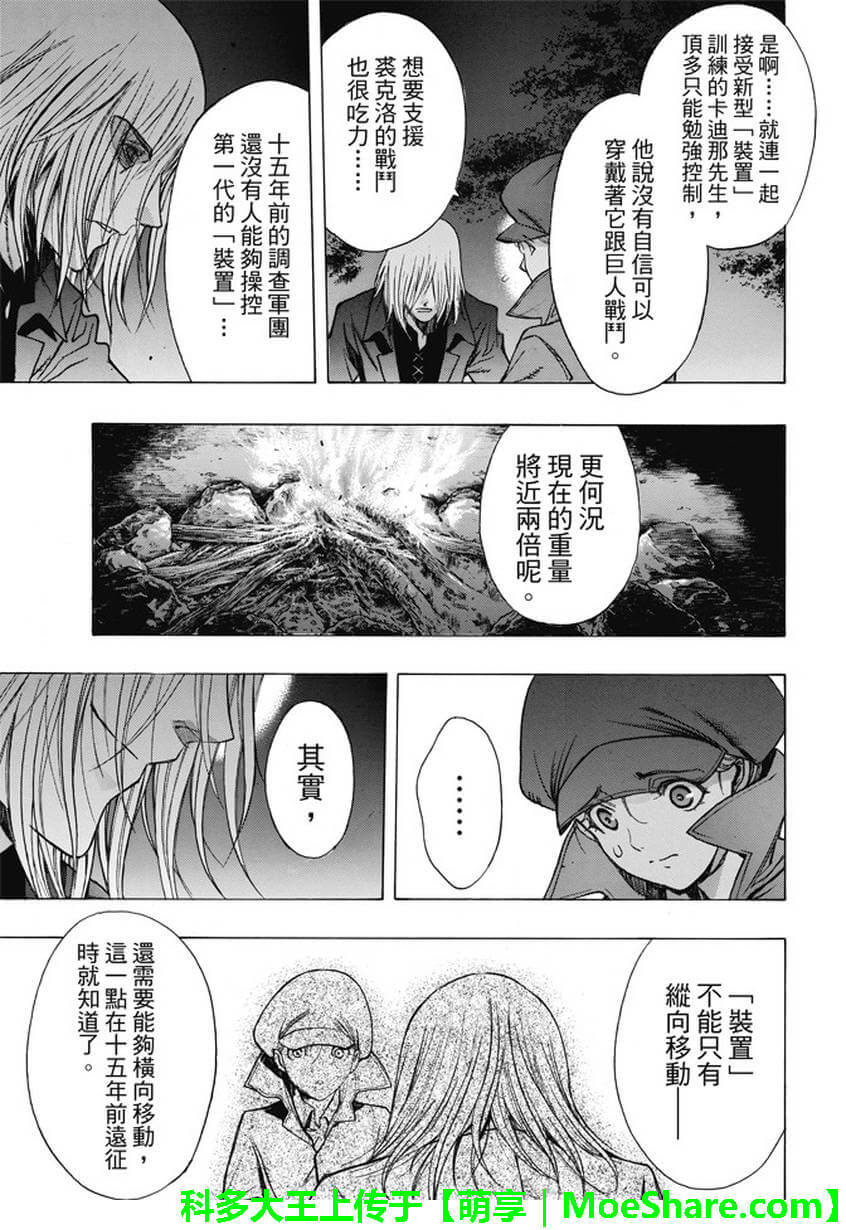 是啊……就連一起
接受新型「裝置」
訓練的卡迪那先生，
頂多只能勉強控制，
他說沒有自信可以
穿戴著它跟巨人戰鬥。
想要支援
裘克洛的戰鬥
也很吃力……
十五年前的調查軍團
還沒有人能夠操控
第一代的「裝置」…
更何況
現在的重量
將近兩倍呢。
……
其實，
「裝置」
不能只有
縱向移動——
還需要能夠橫向移動，
這一點在十五年前遠征
時就知道了。
科多大王上传于【萌享】|MoeShare.com